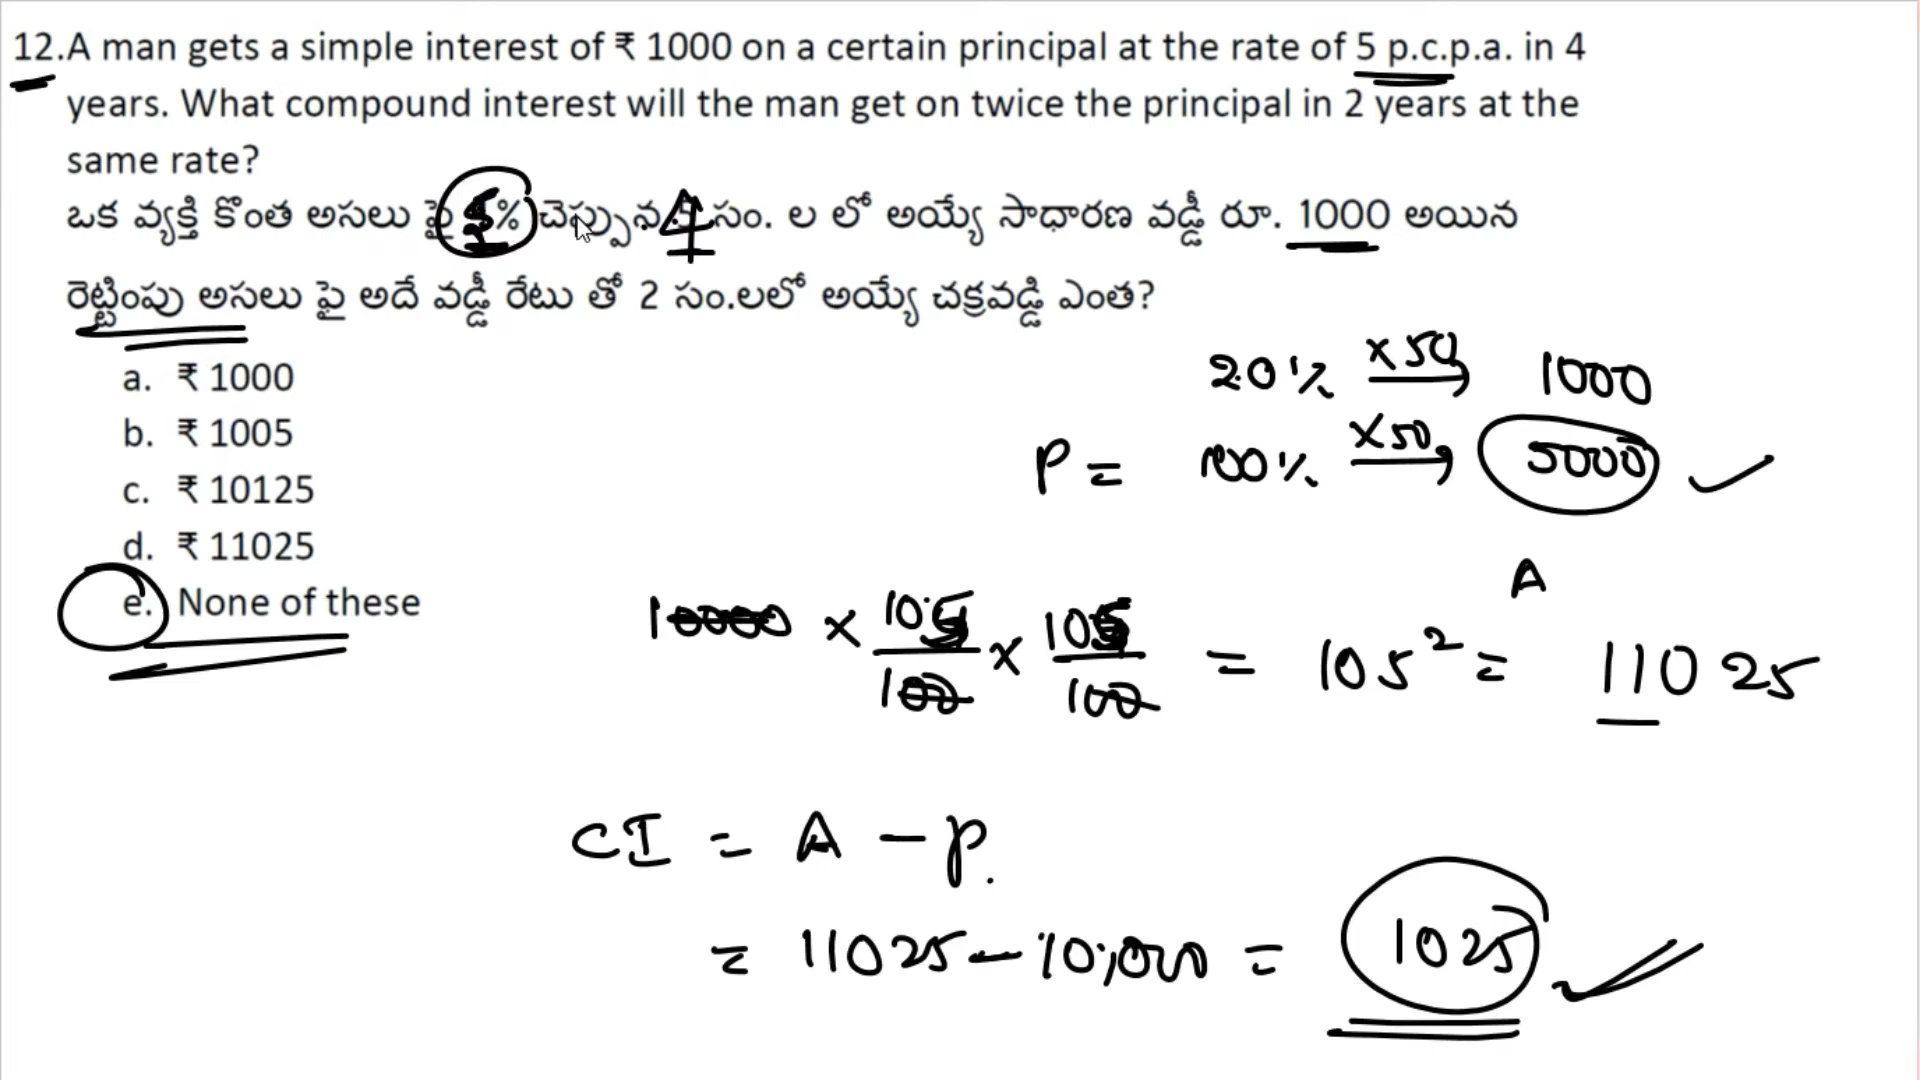 12.A man gets a simple interest of ₹ 1000 on a certain principal at the rate of 5 p.c.p.a. in 4
years. What compound interest will the man get on twice the principal in 2 years at the
same rate?
ఒక వ్యక్తి కొంత అసలు పై 5% చొప్పున 4 సం. ల లో అయ్యే సాధారణ వడ్డీ రూ. 1000 అయిన
రెట్టింపు అసలు పై అదే వడ్డీ రేటు తో 2 సం.లలో అయ్యే చక్రవడ్డి ఎంత?
a. ₹ 1000
b. ₹ 1005
c. ₹ 10125
d. ₹ 11025
e. None of these
20% ×50 → 1000
P = 100% ×50 → 5000
A
10000 × 105/100 × 105/100 = 105² = 11025
CI = A - P.
= 11025 - 10,000 = 1025